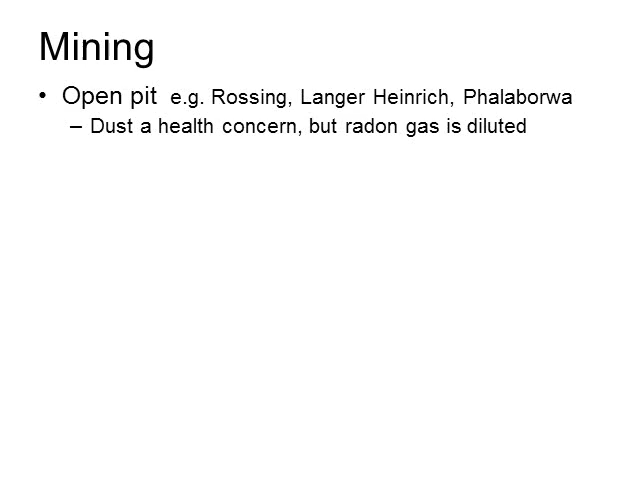 Mining
• Open pit e.g. Rossing, Langer Heinrich, Phalaborwa
– Dust a health concern, but radon gas is diluted